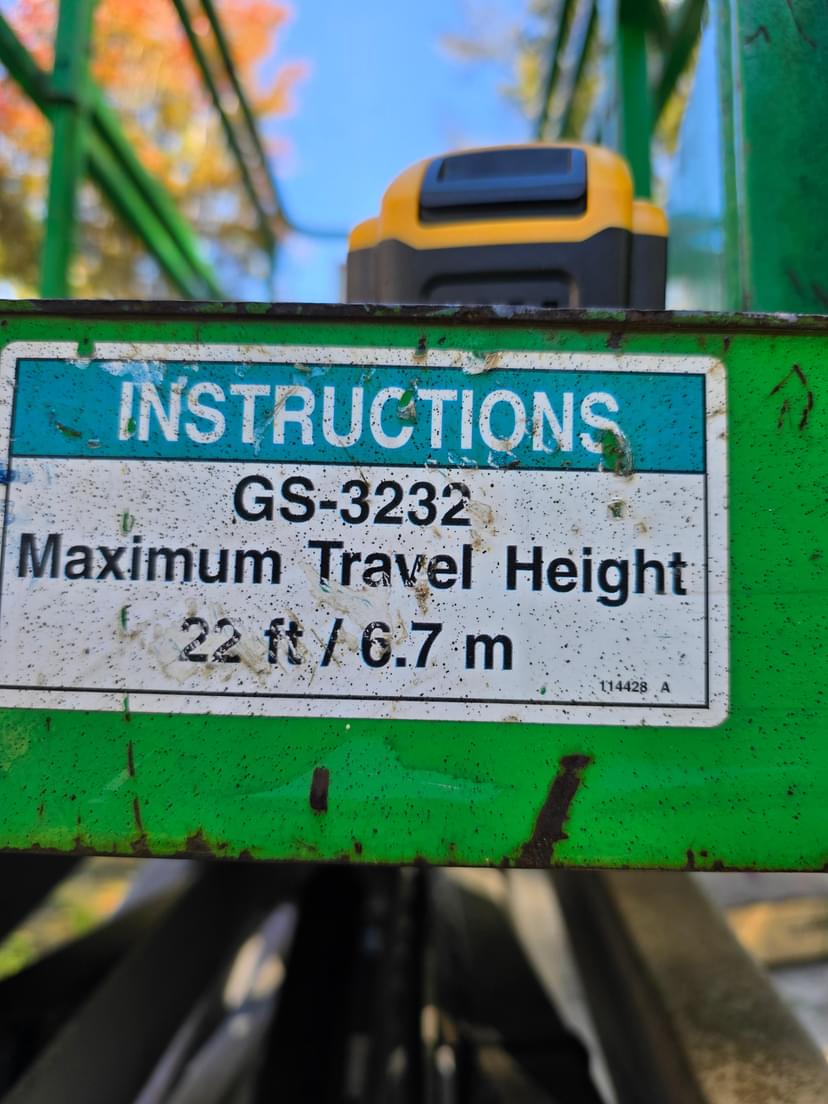 INSTRUCTIONS
GS-3232
Maximum Travel Height
22 ft / 6.7 m
114428 A